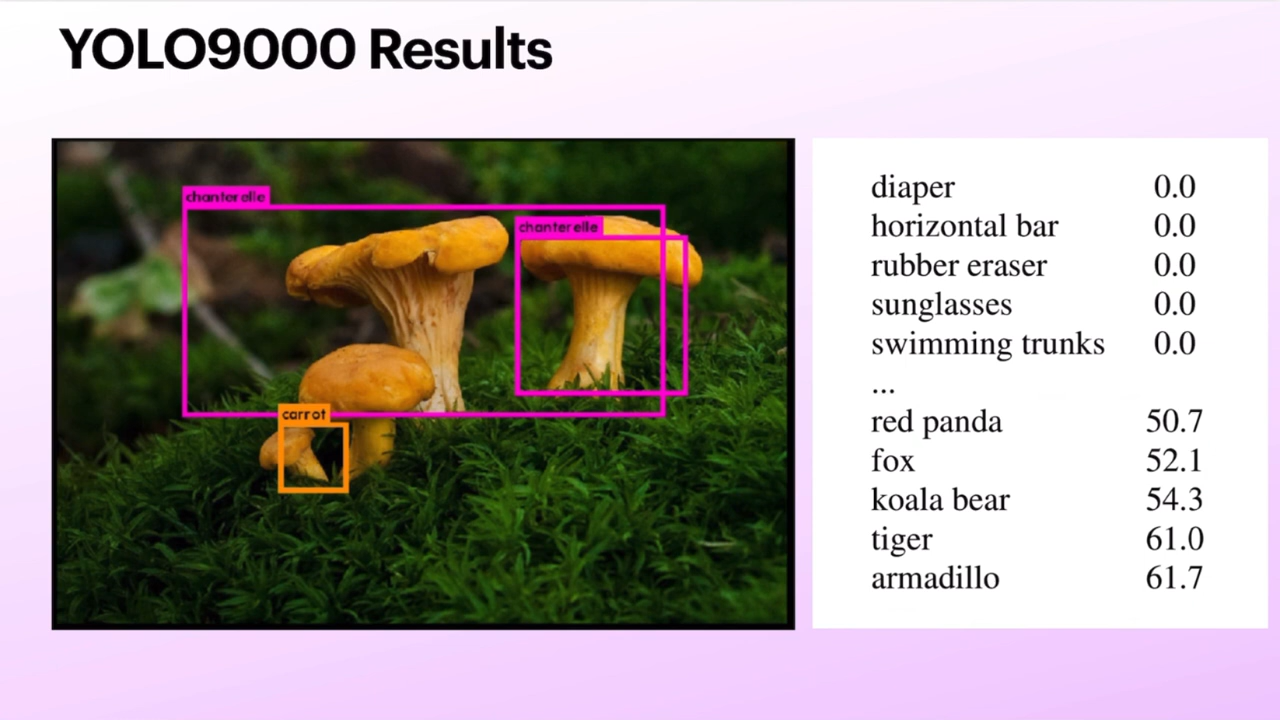 YOLO9000 Results
chanterelle
chanterelle
carrot
diaper 0.0
horizontal bar 0.0
rubber eraser 0.0
sunglasses 0.0
swimming trunks 0.0
...
red panda 50.7
fox 52.1
koala bear 54.3
tiger 61.0
armadillo 61.7